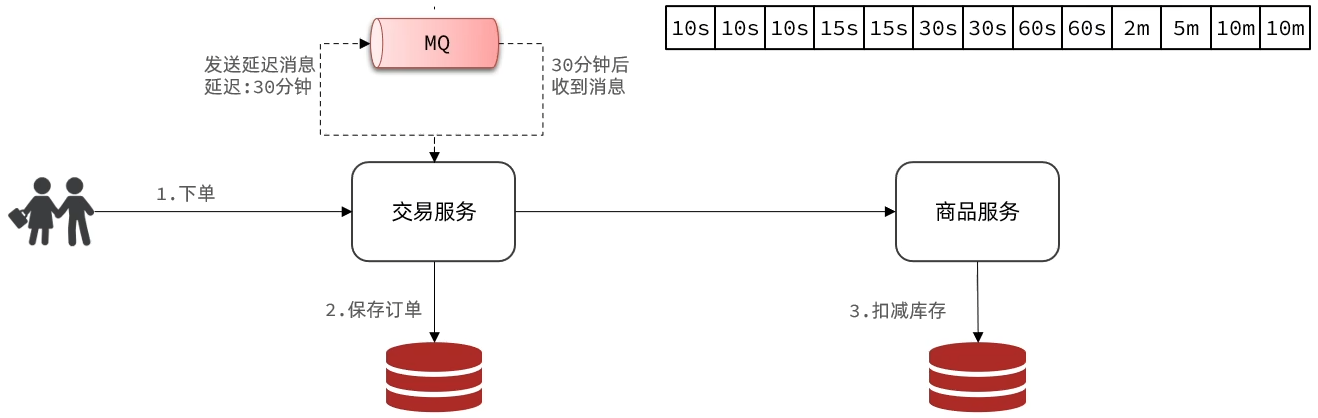 MQ
10s 10s 10s 15s 15s 30s 30s 60s 60s 2m 5m 10m 10m
发送延迟消息
延迟:30分钟
30分钟后
收到消息
1.下单
交易服务
商品服务
2.保存订单
3.扣减库存